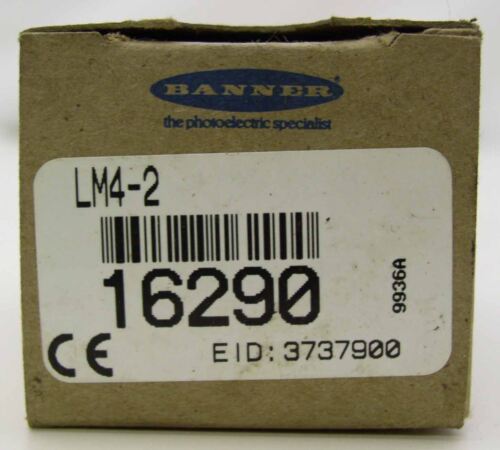 BANNER®
the photoelectric specialist
LM4-2
16290
9936A
CE
EID: 3737900